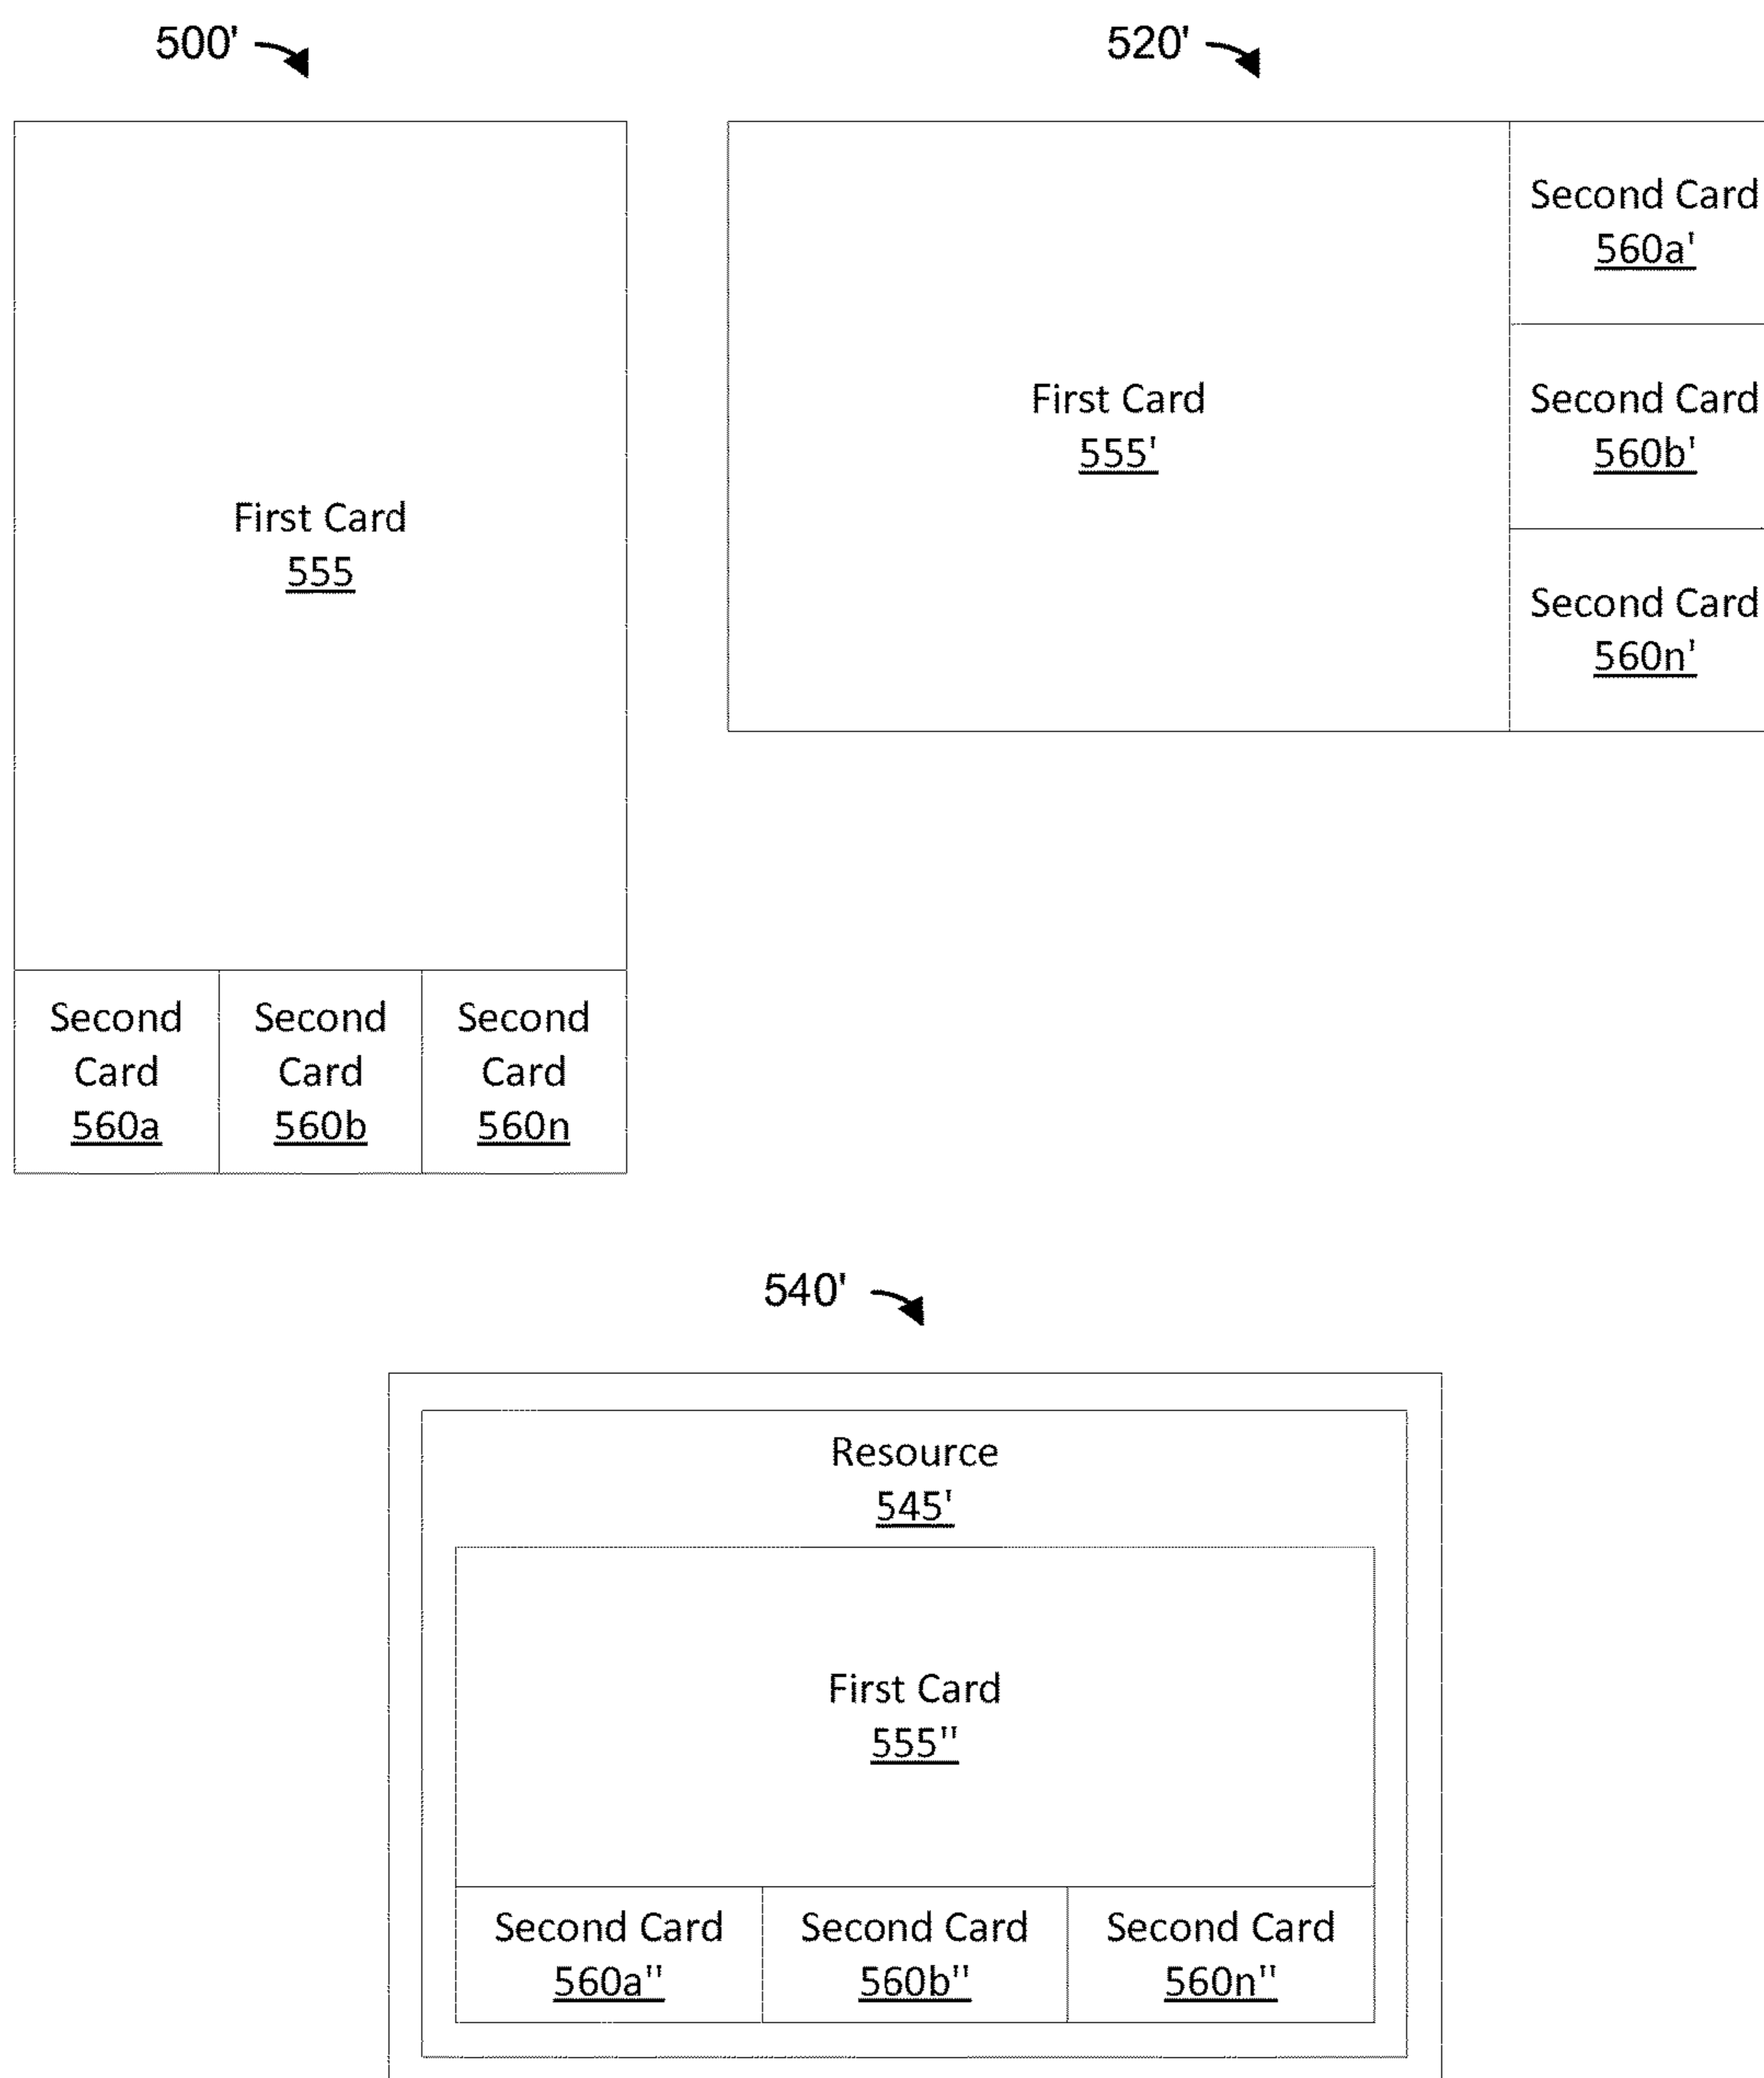 500'
520'
First Card
555
Second
Card
560a
Second
Card
560b
Second
Card
560n
First Card
555'
Second Card
560a'
Second Card
560b'
Second Card
560n'
540'
Resource
545'
First Card
555"
Second Card
560a"
Second Card
560b"
Second Card
560n"